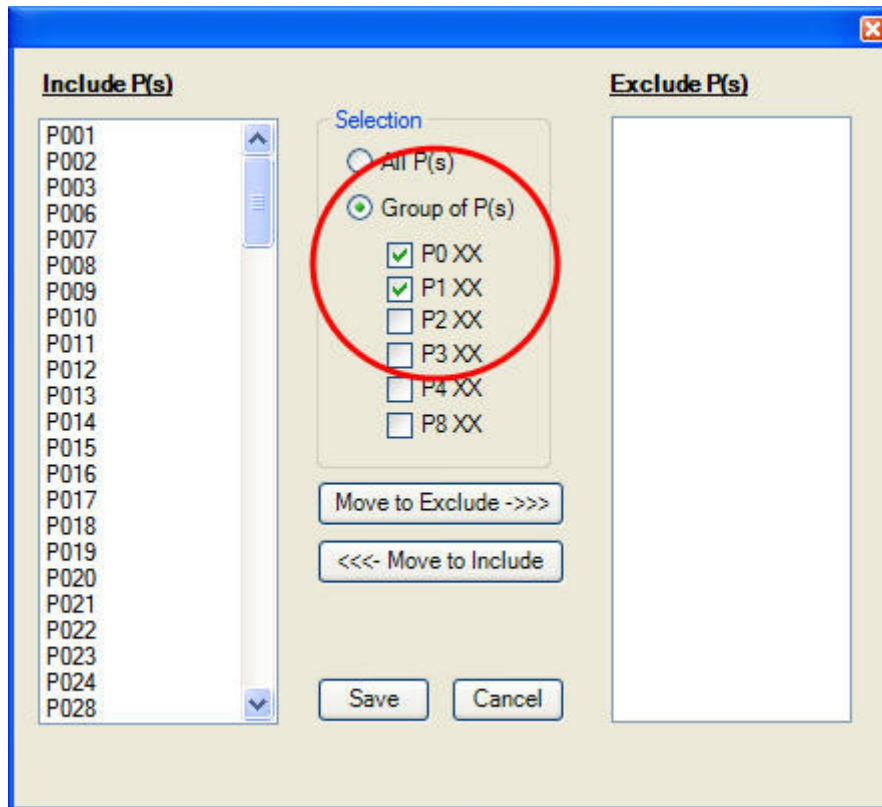 Include P(s)
P001
P002
P003
P006
P007
P008
P009
P010
P011
P012
P013
P014
P015
P016
P017
P018
P019
P020
P021
P022
P023
P024
P028
Selection
All P(s)
Group of P(s)
P0 XX
P1 XX
P2 XX
P3 XX
P4 XX
P8 XX
Move to Exclude ->>>
<<<- Move to Include
Save
Cancel
Exclude P(s)